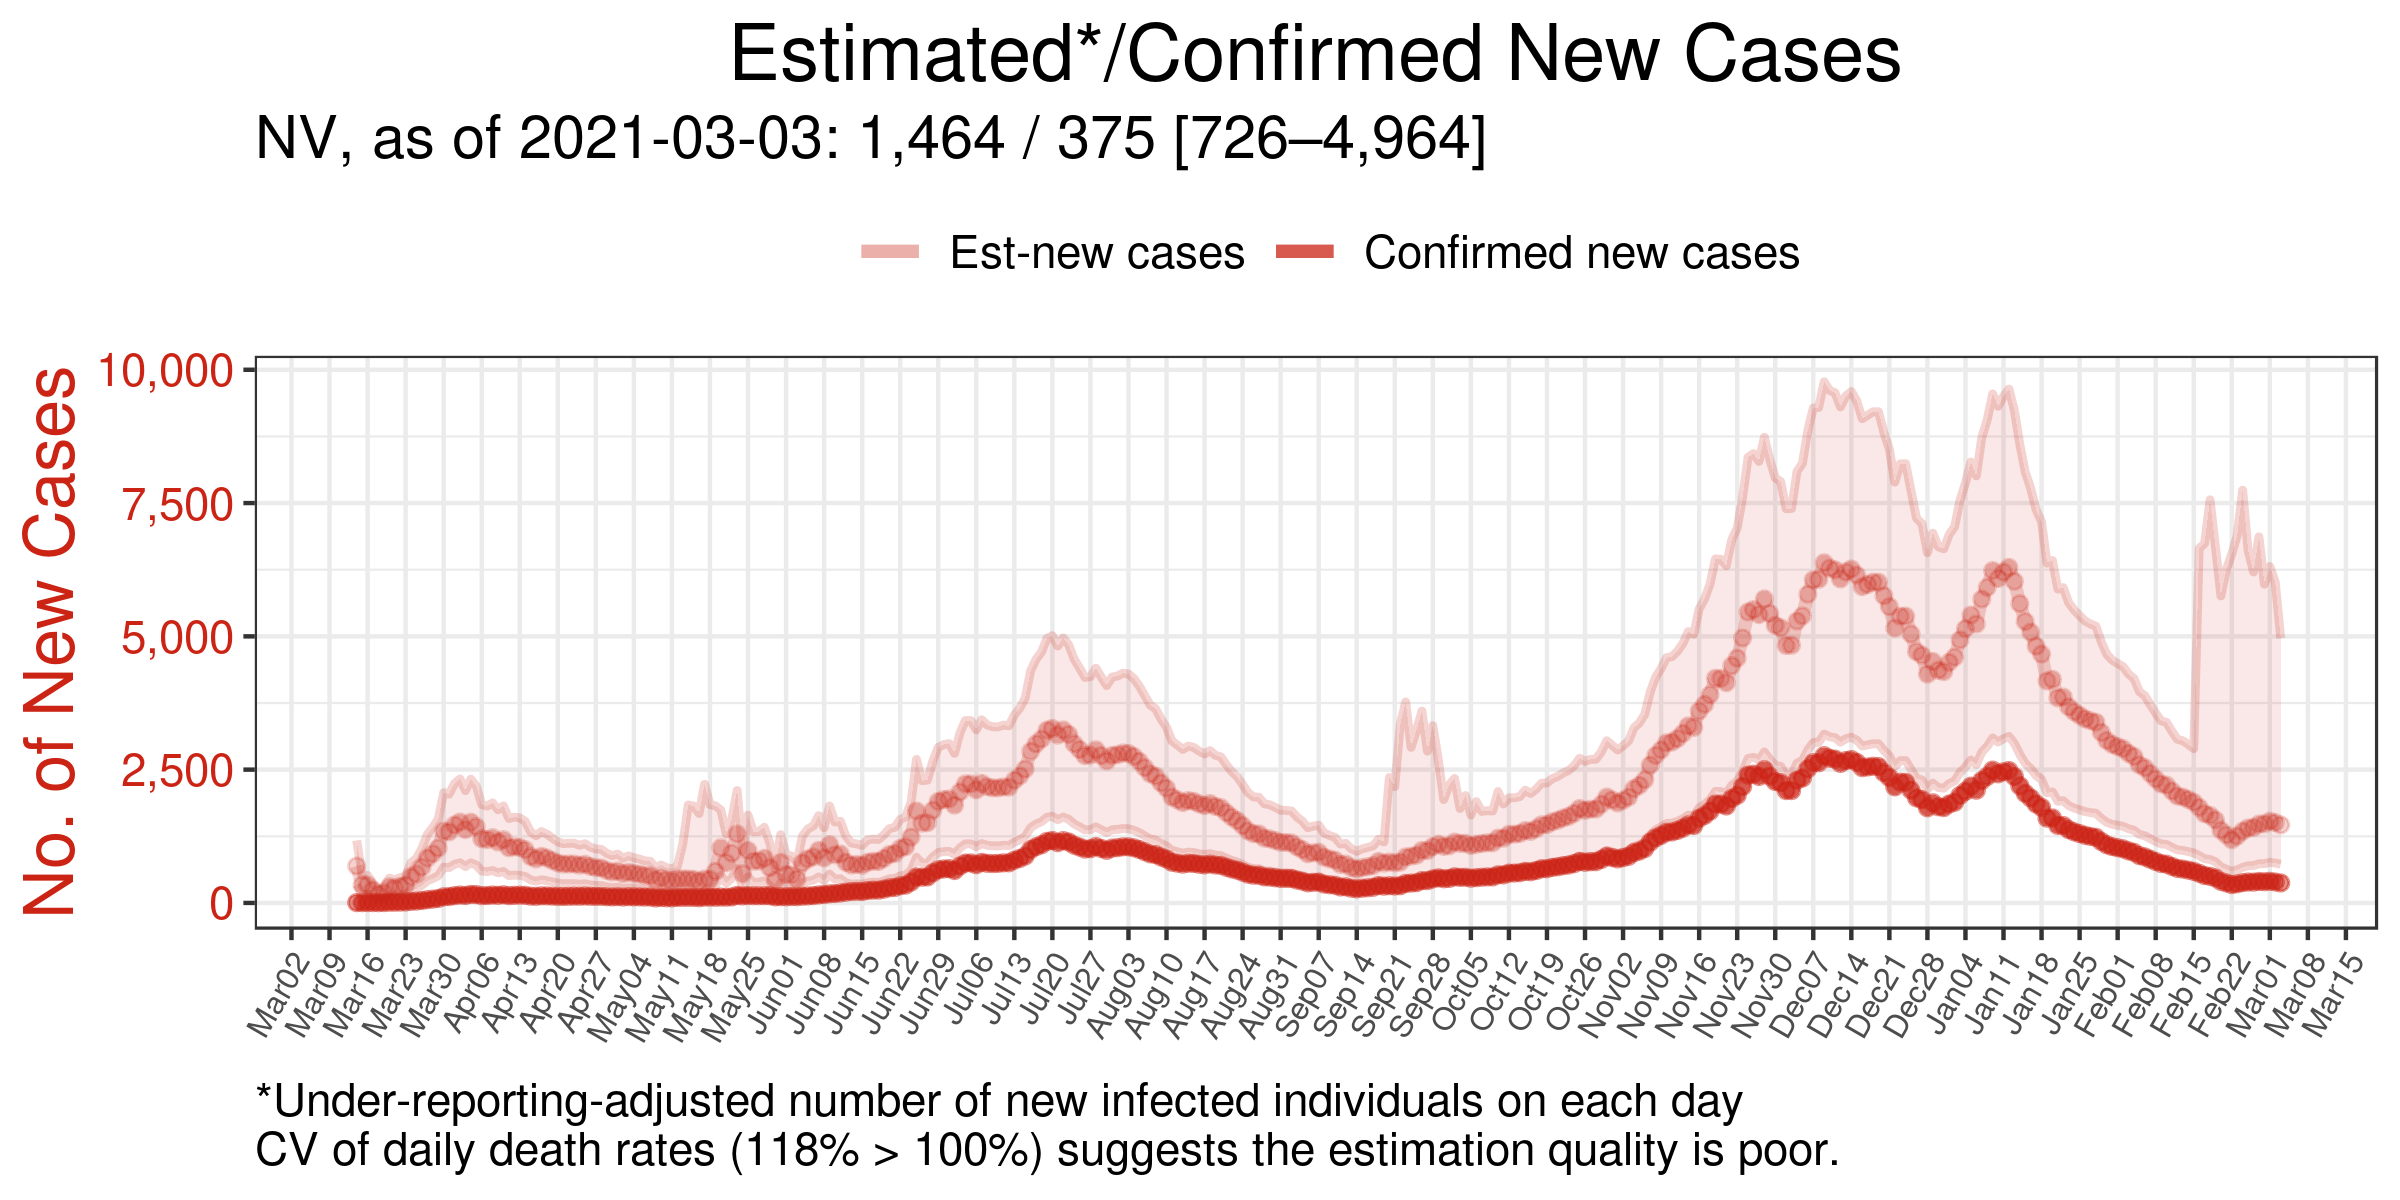 Estimated*/Confirmed New Cases
NV, as of 2021-03-03: 1,464 / 375 [726–4,964]
Est-new cases Confirmed new cases
No. of New Cases
10,000
7,500
5,000
2,500
0
Mar02 Mar09 Mar16 Mar23 Mar30 Apr06 Apr13 Apr20 Apr27 May04 May11 May18 May25 Jun01 Jun08 Jun15 Jun22 Jun29 Jul06 Jul13 Jul20 Jul27 Aug03 Aug10 Aug17 Aug24 Aug31 Sep07 Sep14 Sep21 Sep28 Oct05 Oct12 Oct19 Oct26 Nov02 Nov09 Nov16 Nov23 Nov30 Dec07 Dec14 Dec21 Dec28 Jan04 Jan11 Jan18 Jan25 Feb01 Feb08 Feb15 Feb22 Mar01 Mar08 Mar15
*Under-reporting-adjusted number of new infected individuals on each day
CV of daily death rates (118% > 100%) suggests the estimation quality is poor.